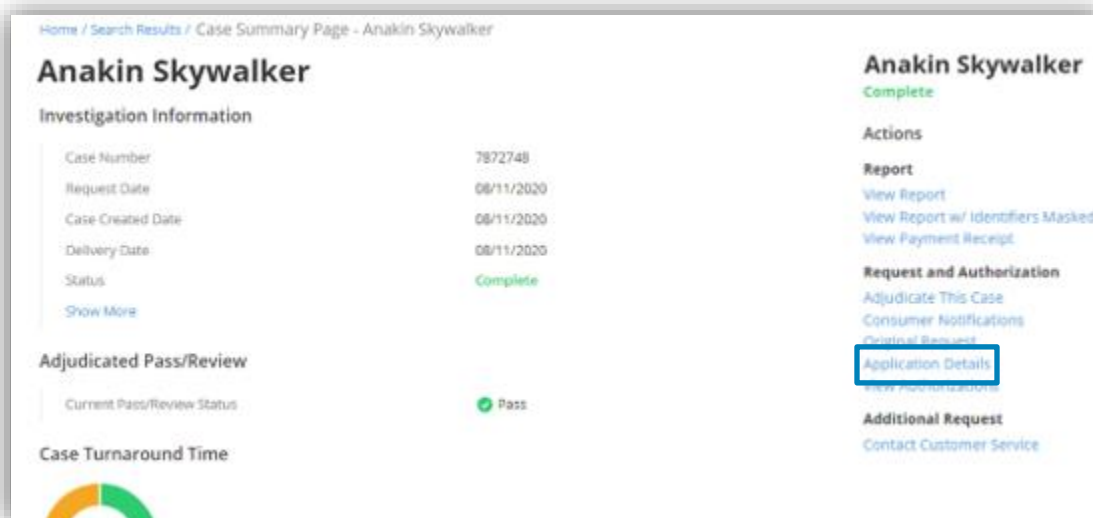 Home / Search Results / Case Summary Page - Anakin Skywalker
Anakin Skywalker
Investigation Information
Case Number 7872748
Request Date 08/11/2020
Case Created Date 08/11/2020
Delivery Date 08/11/2020
Status Complete
Show More
Adjudicated Pass/Review
Current Pass/Review Status Pass
Case Turnaround Time
Anakin Skywalker
Complete
Actions
Report
View Report
View Report w/ Identifiers Masked
View Payment Receipt
Request and Authorization
Adjudicate This Case
Consumer Notifications
Original Request
Application Details
View Authorizations
Additional Request
Contact Customer Service